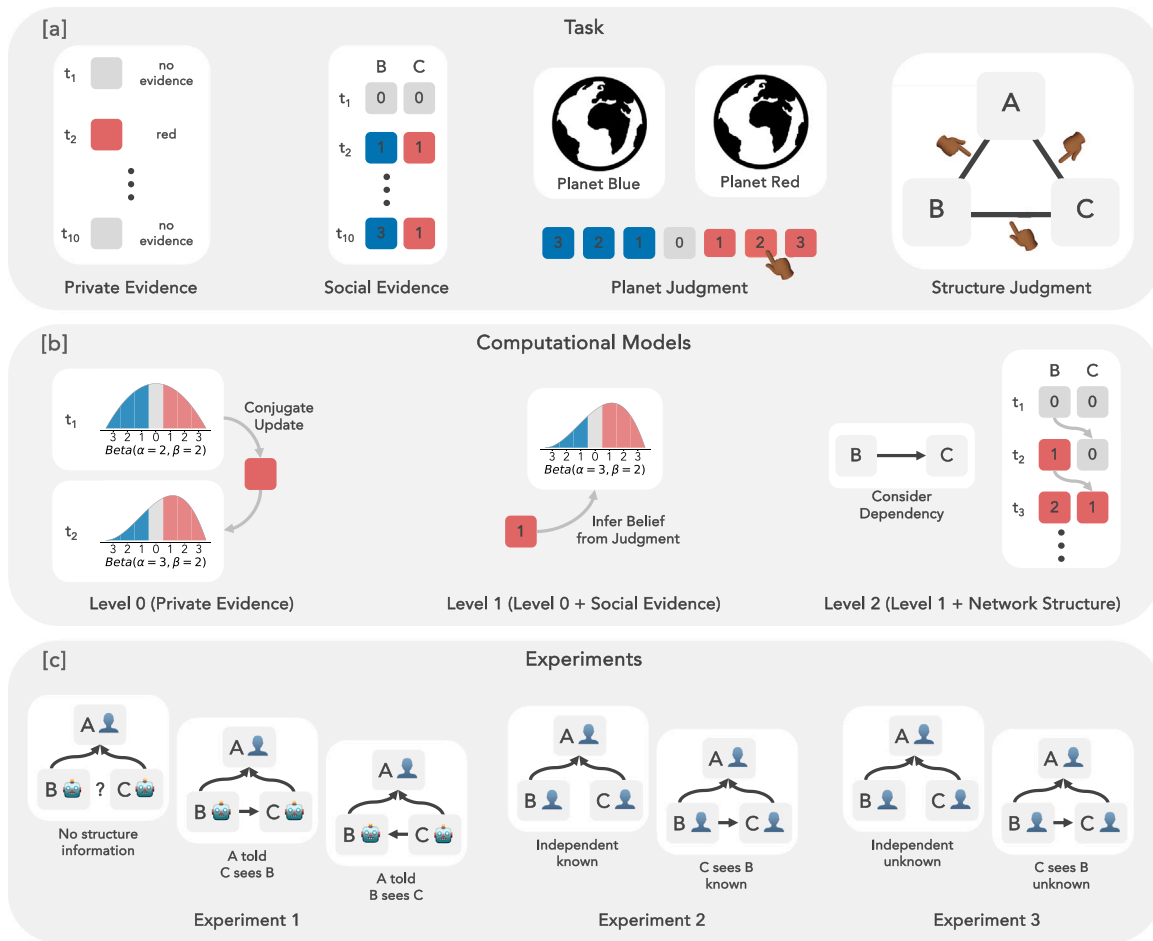 [a]
Task
t1
no
evidence
t2
red
t10
no
evidence
Private Evidence
B C
t1 0 0
t2 1 1
t10 3 1
Social Evidence
Planet Blue
Planet Red
3 2 1 0 1 2 3
Planet Judgment
A
B
C
Structure Judgment
[b]
Computational Models
t1
3 2 1 0 1 2 3
Beta(α = 2, β = 2)
Conjugate
Update
t2
3 2 1 0 1 2 3
Beta(α = 3, β = 2)
Level 0 (Private Evidence)
3 2 1 0 1 2 3
Beta(α = 3, β = 2)
1
Infer Belief
from Judgment
Level 1 (Level 0 + Social Evidence)
B C
Consider
Dependency
B C
t1 0 0
t2 1 0
t3 2 1
Level 2 (Level 1 + Network Structure)
[c]
Experiments
A
B ? C
No structure
information
A
B C
A told
C sees B
A
B C
A told
B sees C
Experiment 1
A
B C
Independent
known
A
B C
C sees B
known
Experiment 2
A
B C
Independent
unknown
A
B C
C sees B
unknown
Experiment 3